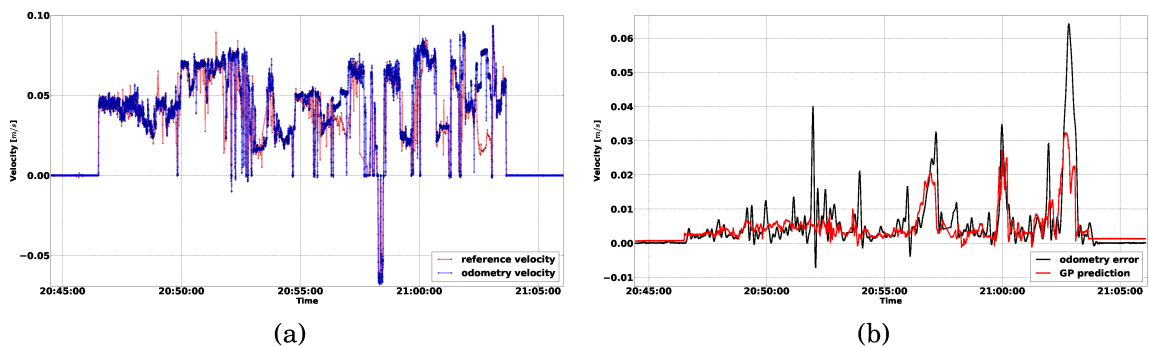 0.10
0.05
0.00
−0.05
Velocity [m/s]
20:45:00 20:50:00 20:55:00 21:00:00 21:05:00
Time
reference velocity
odometry velocity
(a)
0.06
0.05
0.04
0.03
0.02
0.01
0.00
−0.01
Velocity [m/s]
20:45:00 20:50:00 20:55:00 21:00:00 21:05:00
Time
odometry error
GP prediction
(b)